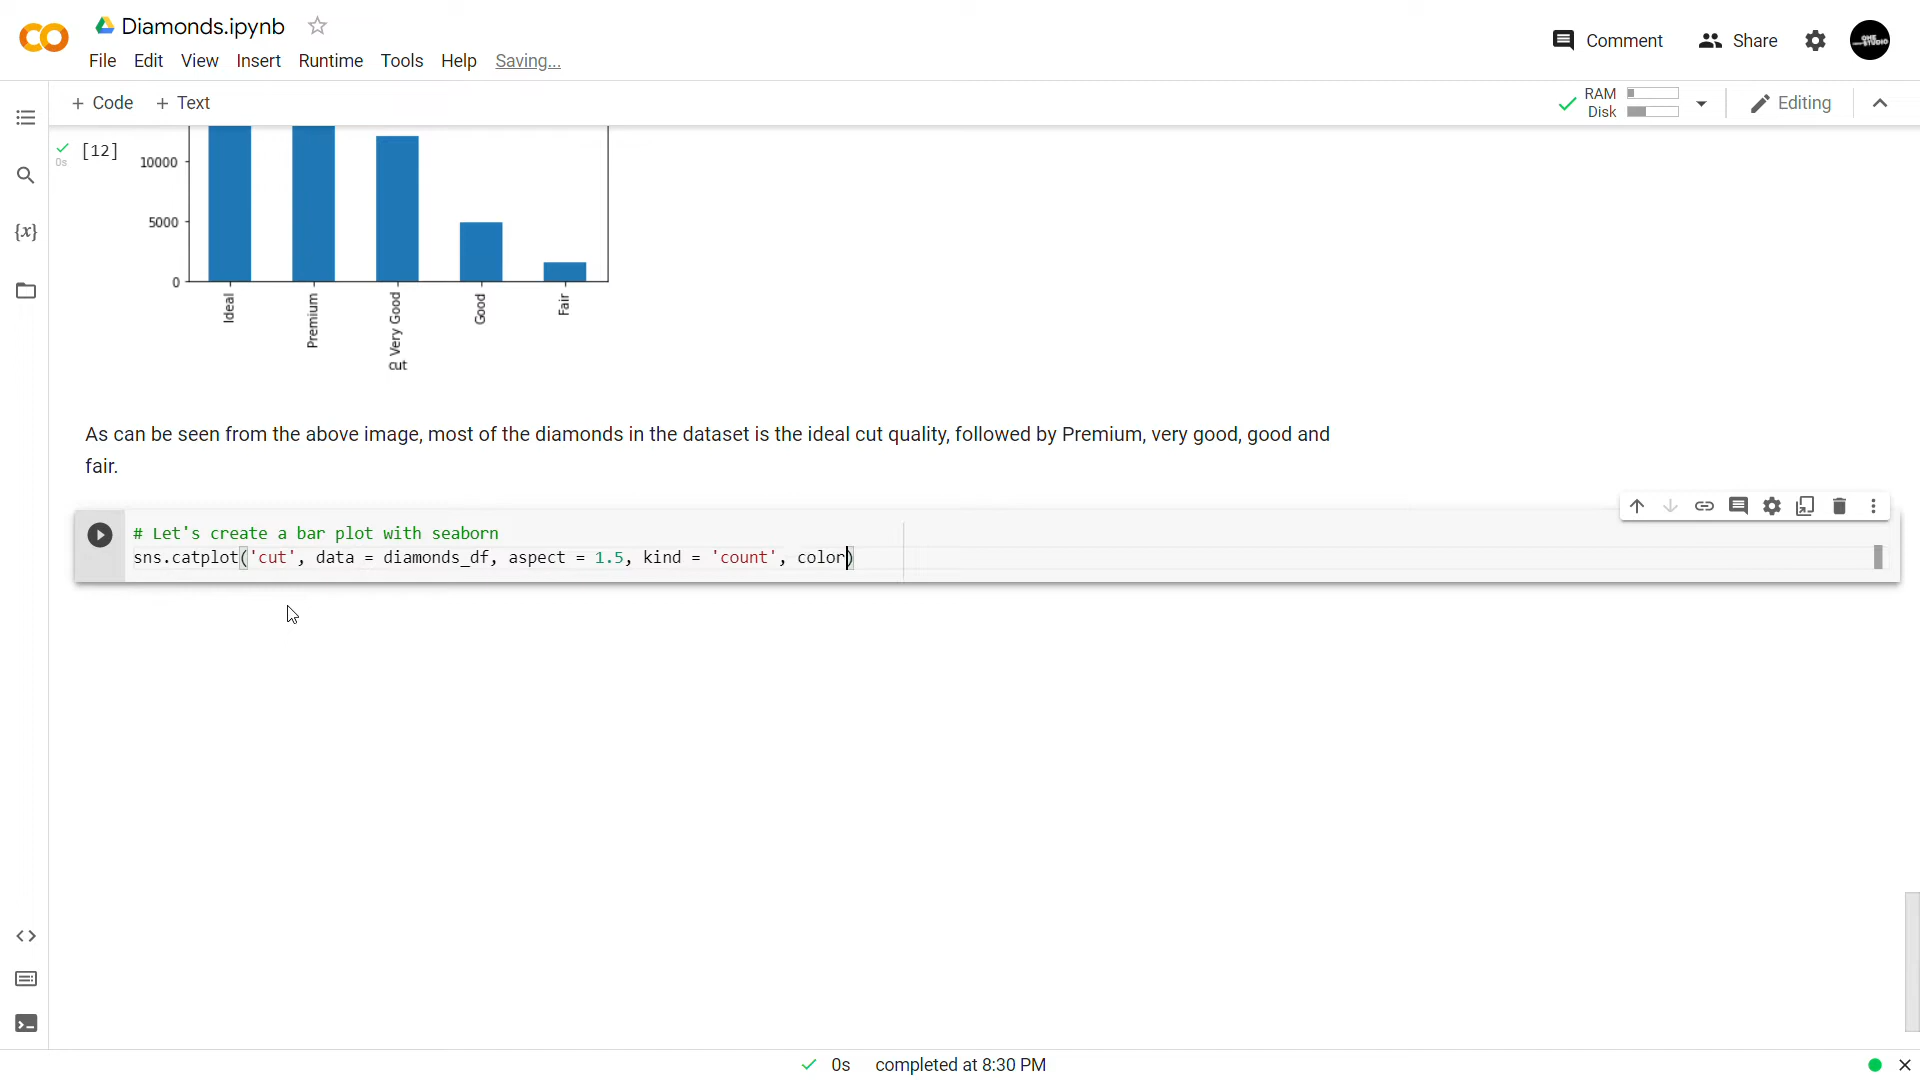 Diamonds.ipynb
File Edit View Insert Runtime Tools Help Saving...
Comment
Share
+ Code + Text
RAM
Disk
Editing
0s
[12]
10000
5000
0
Ideal
Premium
Very Good
Good
Fair
cut
As can be seen from the above image, most of the diamonds in the dataset is the ideal cut quality, followed by Premium, very good, good and
fair.
# Let's create a bar plot with seaborn
sns.catplot('cut', data = diamonds_df, aspect = 1.5, kind = 'count', color)
{x}
0s completed at 8:30 PM